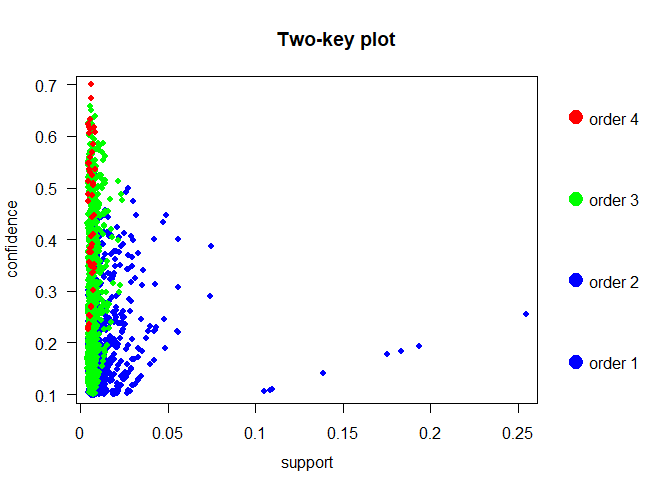 Two-key plot
0.7
0.6
0.5
0.4
0.3
0.2
0.1
confidence
0
0.05
0.1
0.15
0.2
0.25
support
order 4
order 3
order 2
order 1